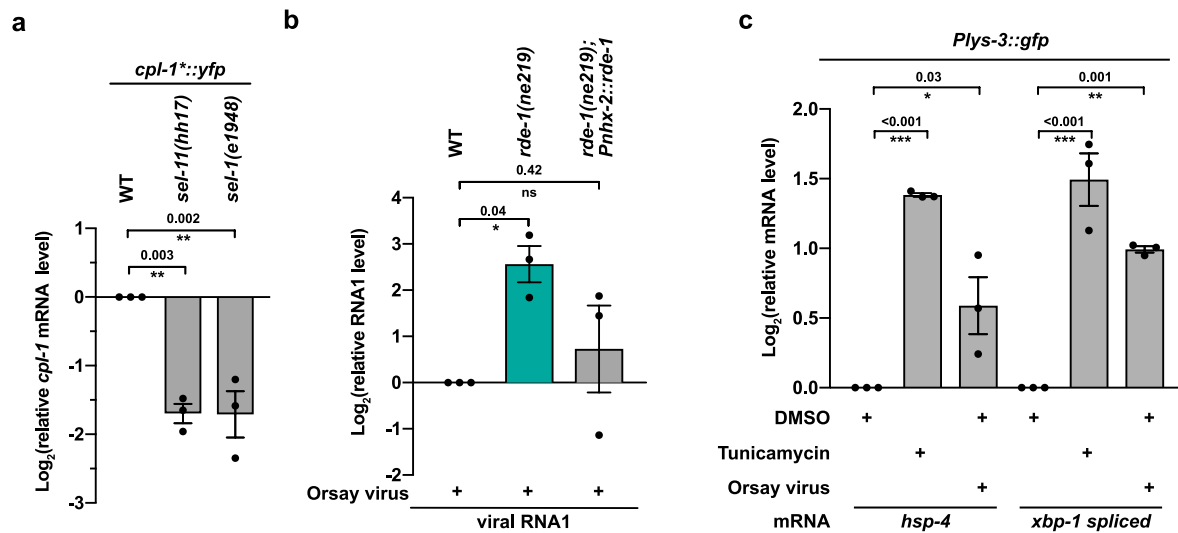 a
cpl-1*::yfp
WT
sel-11(hh17)
sel-1(e1948)
0.002
**
0.003
**
Log2(relative cpl-1 mRNA level)
1
0
-1
-2
-3
b
WT
rde-1(ne219)
rde-1(ne219);
Pnhx-2::rde-1
0.42
ns
0.04
*
Log2(relative RNA1 level)
4
3
2
1
0
-1
-2
Orsay virus + + +
viral RNA1
c
Plys-3::gfp
0.03
*
<0.001
***
0.001
**
<0.001
***
Log2(relative mRNA level)
2.0
1.5
1.0
0.5
0.0
DMSO + + + +
Tunicamycin + +
Orsay virus + +
mRNA hsp-4 xbp-1 spliced